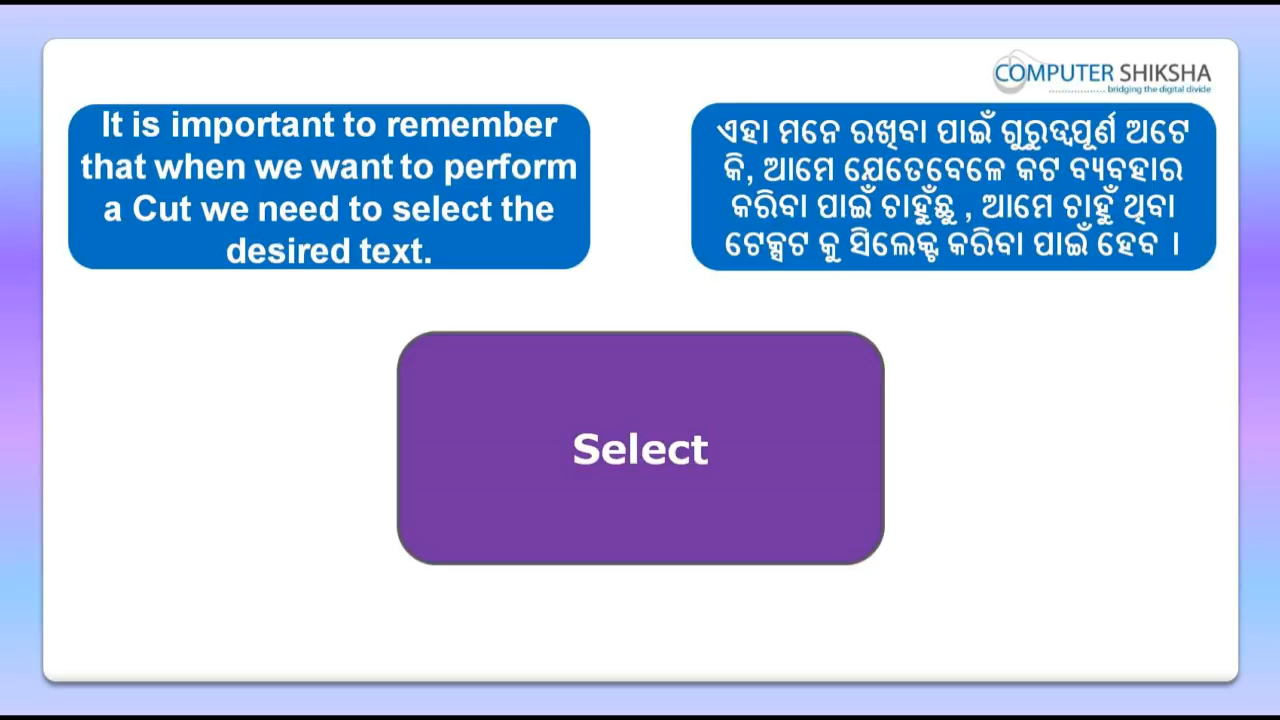 COMPUTER SHIKSHA
bridging the digital divide
It is important to remember
that when we want to perform
a Cut we need to select the
desired text.
ଏହା ମନେ ରଖିବା ପାଇଁ ଗୁରୁତ୍ୱପୂର୍ଣ ଅଟେ
କି, ଆମେ ଯେତେବେଳେ କଟ ବ୍ୟବହାର
କରିବା ପାଇଁ ଚାହୁଁଛୁ , ଆମେ ଚାହୁଁ ଥିବା
ଟେକ୍ସଟ କୁ ସିଲେକ୍ଟ କରିବା ପାଇଁ ହେବ ।
Select